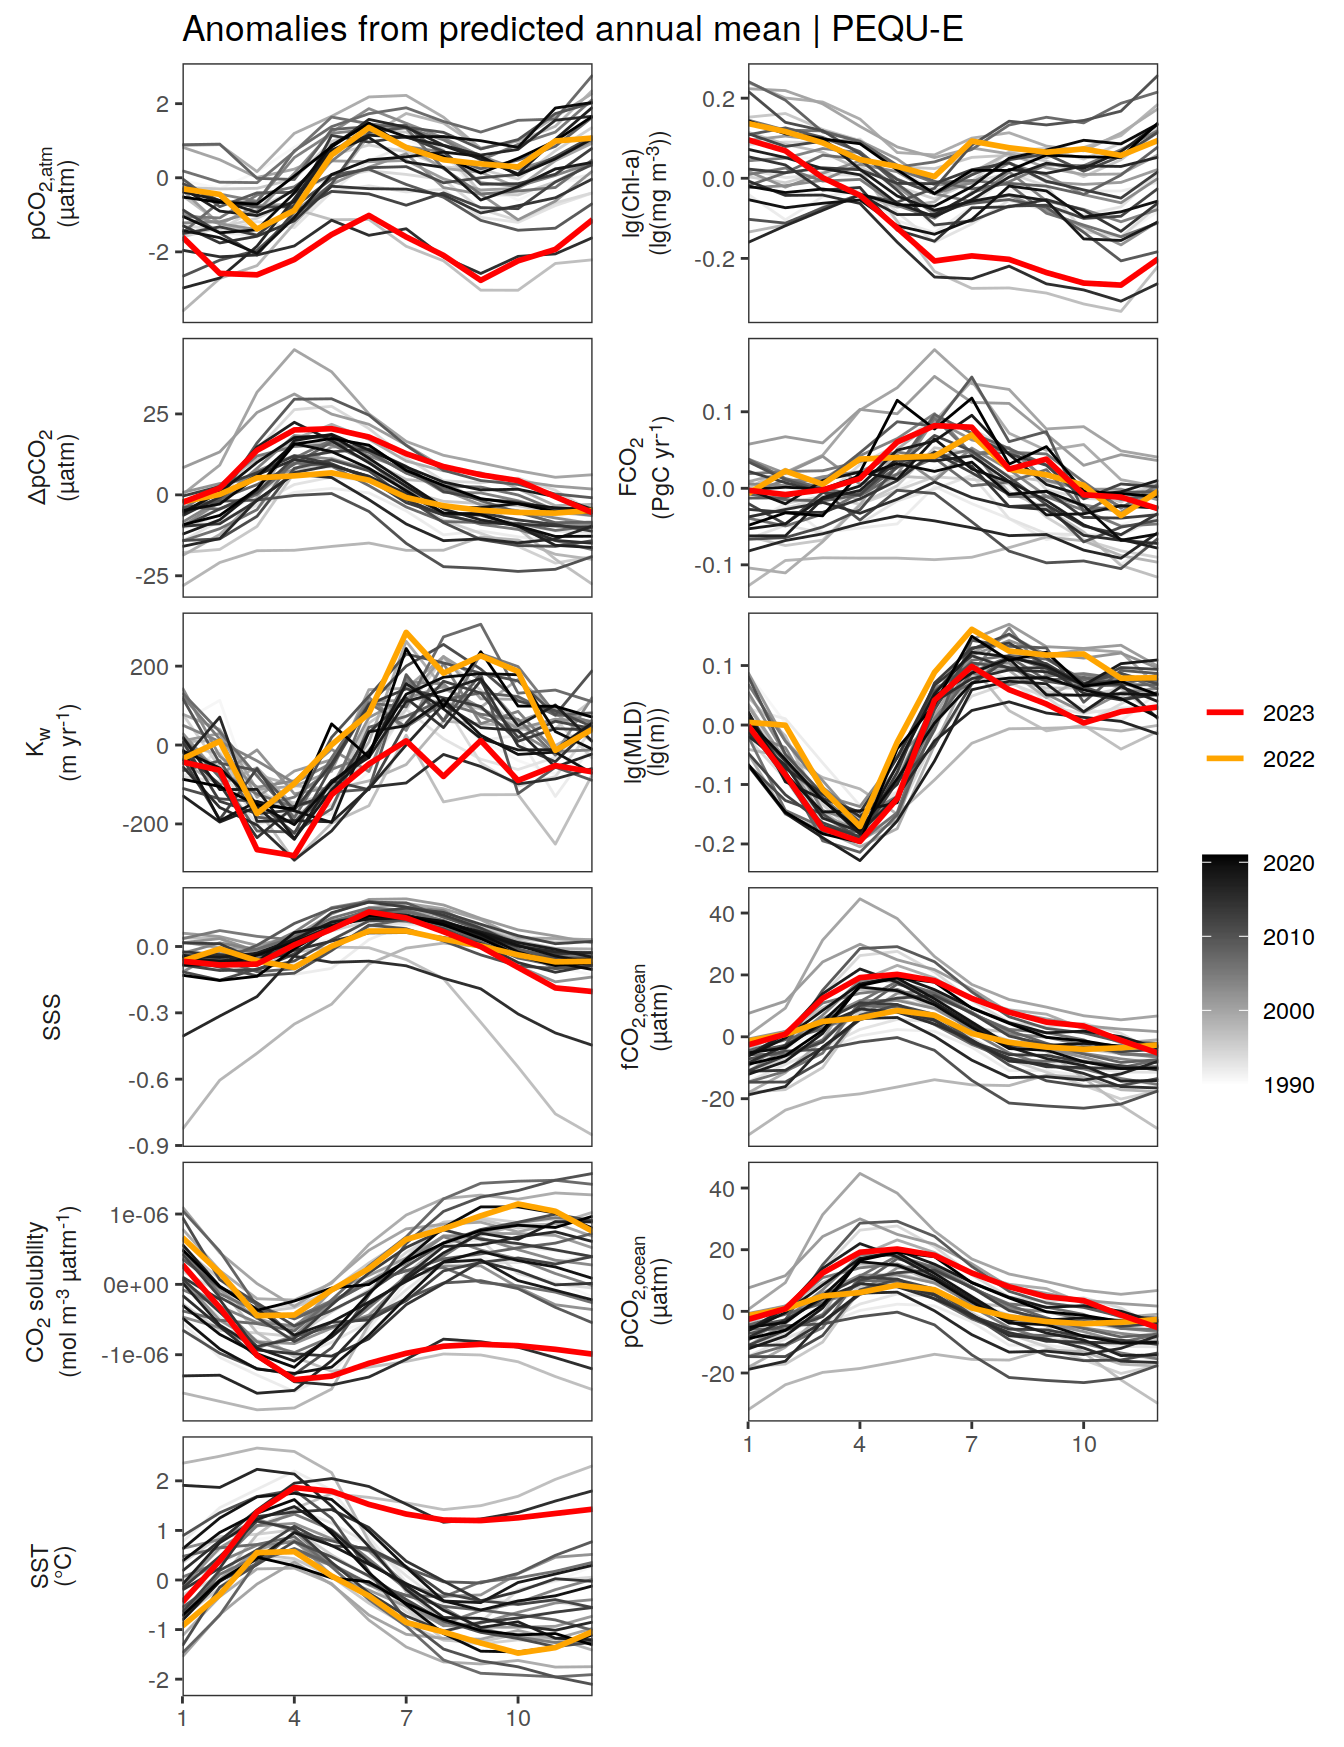 Anomalies from predicted annual mean | PEQU-E
pCO2,atm
(µatm)
2
0
-2
lg(Chl-a)
(lg(mg m-3))
0.2
0.0
-0.2
ΔpCO2
(µatm)
25
0
-25
FCO2
(PgC yr-1)
0.1
0.0
-0.1
Kw
(m yr-1)
200
0
-200
lg(MLD)
(lg(m))
0.1
0.0
-0.1
-0.2
SSS
0.0
-0.3
-0.6
-0.9
fCO2,ocean
(µatm)
40
20
0
-20
CO2 solubility
(mol m-3 µatm-1)
1e-06
0e+00
-1e-06
pCO2,ocean
(µatm)
40
20
0
-20
1 4 7 10
SST
(°C)
2
1
0
-1
-2
1 4 7 10
2023
2022
2020
2010
2000
1990